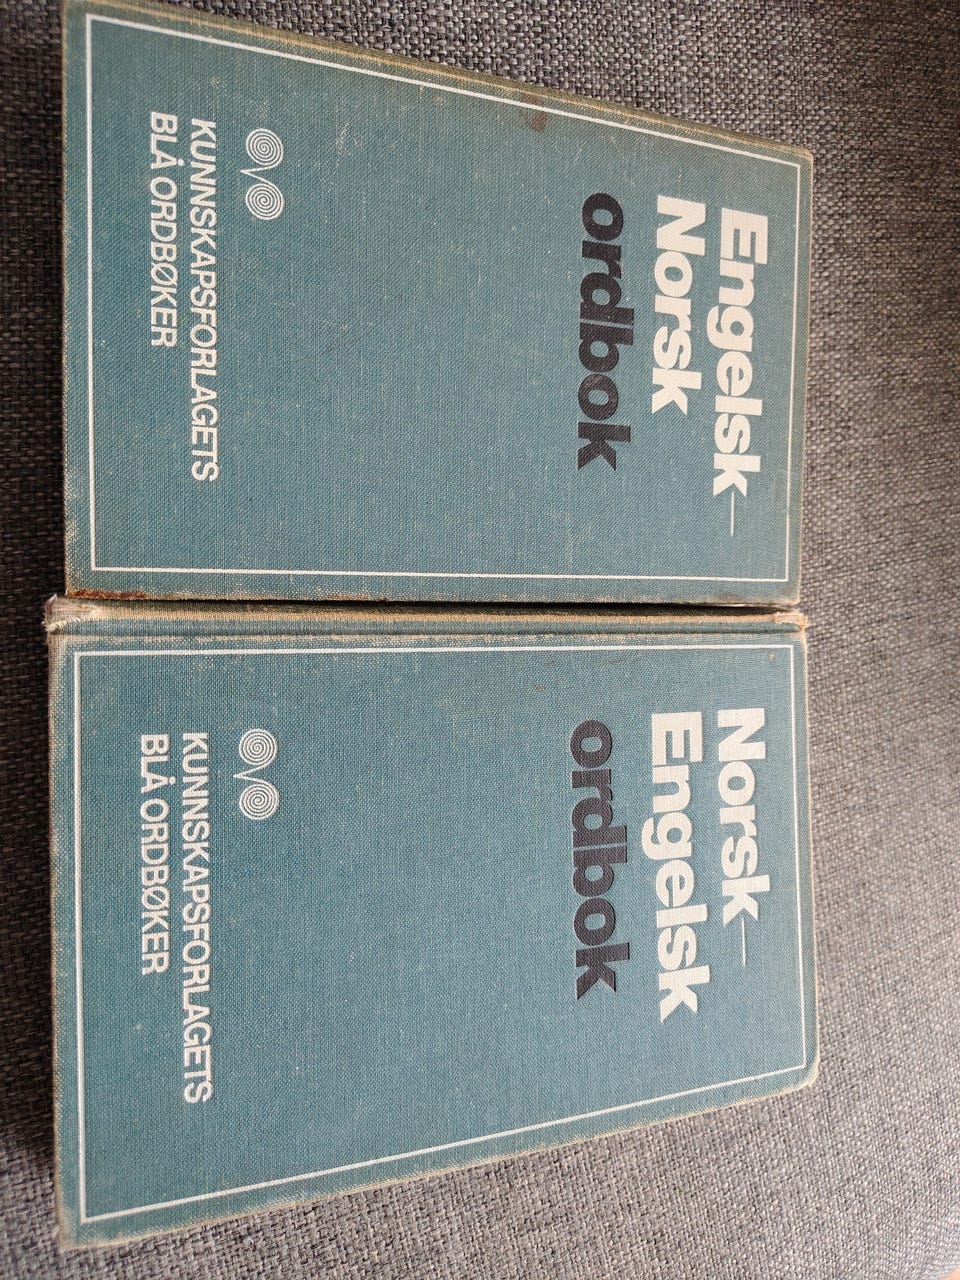 Engelsk—
Norsk
ordbok
KUNNSKAPSFORLAGETS
BLÅ ORDBØKER
Norsk—
Engelsk
ordbok
KUNNSKAPSFORLAGETS
BLÅ ORDBØKER